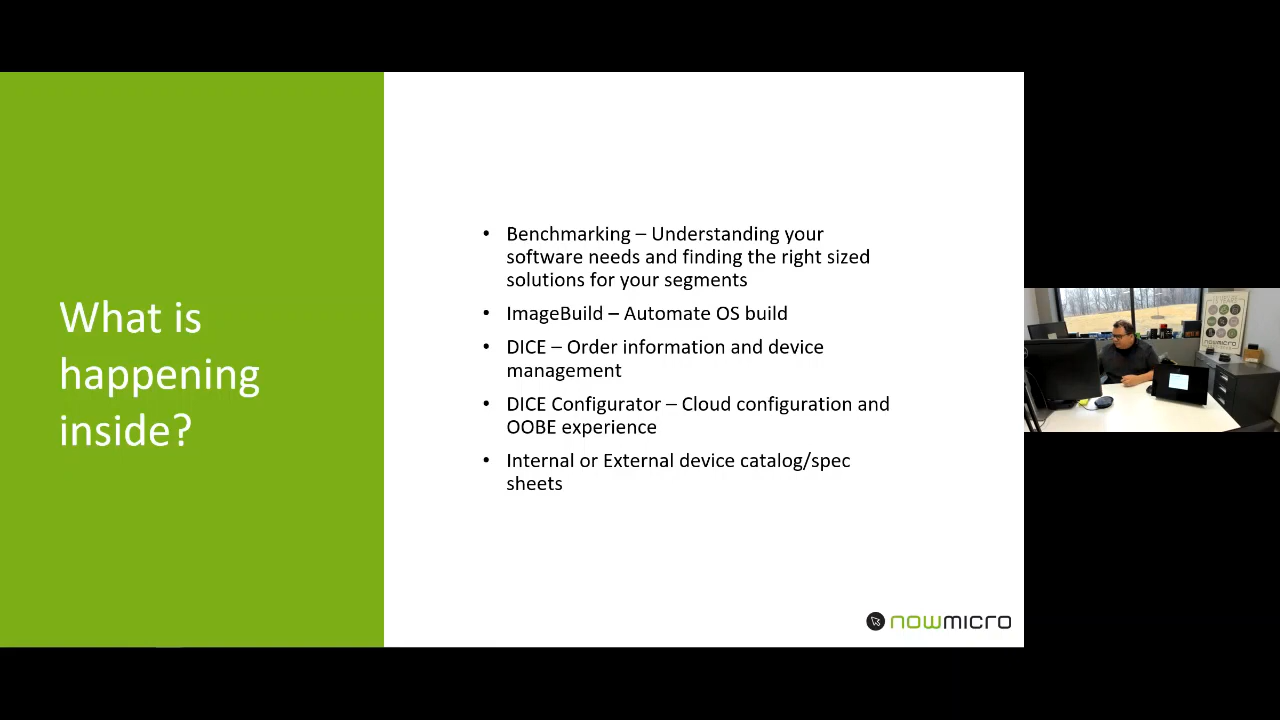 What is
happening
inside?
• Benchmarking – Understanding your
software needs and finding the right sized
solutions for your segments
• ImageBuild – Automate OS build
• DICE – Order information and device
management
• DICE Configurator – Cloud configuration and
OOBE experience
• Internal or External device catalog/spec
sheets
nowmicro
nowmicro